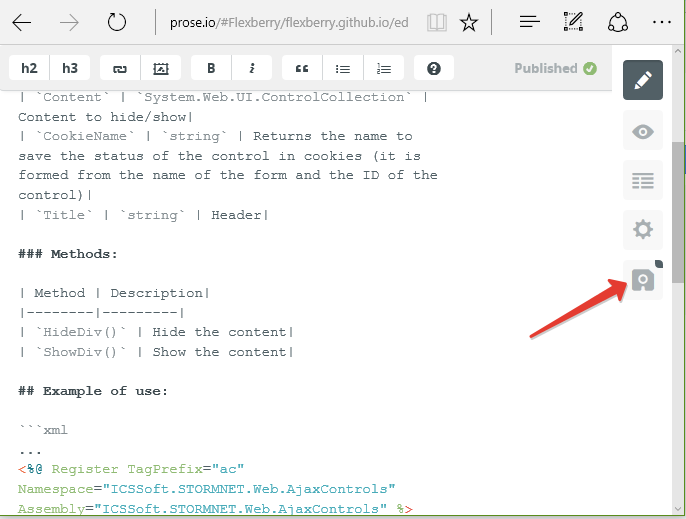 prose.io/#Flexberry/flexberry.github.io/ed
h2 h3 B i “ ? Published
| `Content` | `System.Web.UI.ControlCollection` |
Content to hide/show|
| `CookieName` | `string` | Returns the name to
save the status of the control in cookies (it is
formed from the name of the form and the ID of the
control)|
| `Title` | `string` | Header|
### Methods:
| Method | Description|
|--------|---------|
| `HideDiv()` | Hide the content|
| `ShowDiv()` | Show the content|
## Example of use:
```xml
...
<%@ Register TagPrefix="ac"
Namespace="ICSSoft.STORMNET.Web.AjaxControls"
Assembly="ICSSoft.STORMNET.Web.AjaxControls" %>